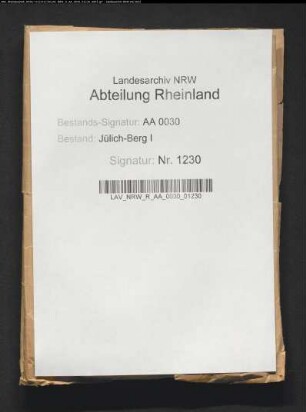 Landesarchiv NRW
Abteilung Rheinland
Bestands-Signatur: AA 0030
Bestand: Jülich-Berg I
Signatur: Nr. 1230
LAV_NRW_R_AA_0030_01230